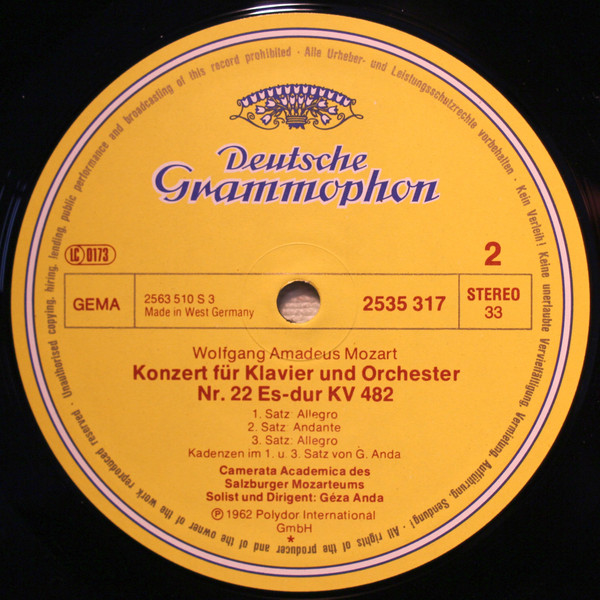 Unauthorised copying, hiring, lending, public performance and broadcasting of this record prohibited · Alle Urheber- und Leistungsschutzrechte vorbehalten · Kein Verleih! Keine unerlaubte Vervielfältigung, Vermietung, Aufführung, Sendung! · All rights of the producer and of the owner of the work reproduced reserved ·
Deutsche
Grammophon
LC 0173
2
GEMA
2563 510 S 3
Made in West Germany
2535 317
STEREO
33
Wolfgang Amadeus Mozart
Konzert für Klavier und Orchester
Nr. 22 Es-dur KV 482
1. Satz: Allegro
2. Satz: Andante
3. Satz: Allegro
Kadenzen im 1. u. 3. Satz von G. Anda
Camerata Academica des
Salzburger Mozarteums
Solist und Dirigent: Géza Anda
Ⓟ 1962 Polydor International
GmbH
*